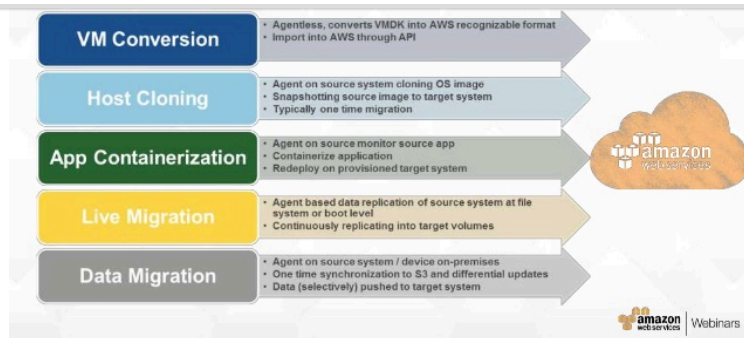 VM Conversion
• Agentless, converts VMDK into AWS recognizable format
• Import into AWS through API
Host Cloning
• Agent on source system cloning OS image
• Snapshotting source image to target system
• Typically one time migration
App Containerization
• Agent on source monitor source app
• Containerize application
• Redeploy on provisioned target system
Live Migration
• Agent based data replication of source system at file
system or boot level
• Continuously replicating into target volumes
Data Migration
• Agent on source system / device on-premises
• One time synchronization to S3 and differential updates
• Data (selectively) pushed to target system
amazon
webservices
amazon
webservices
Webinars